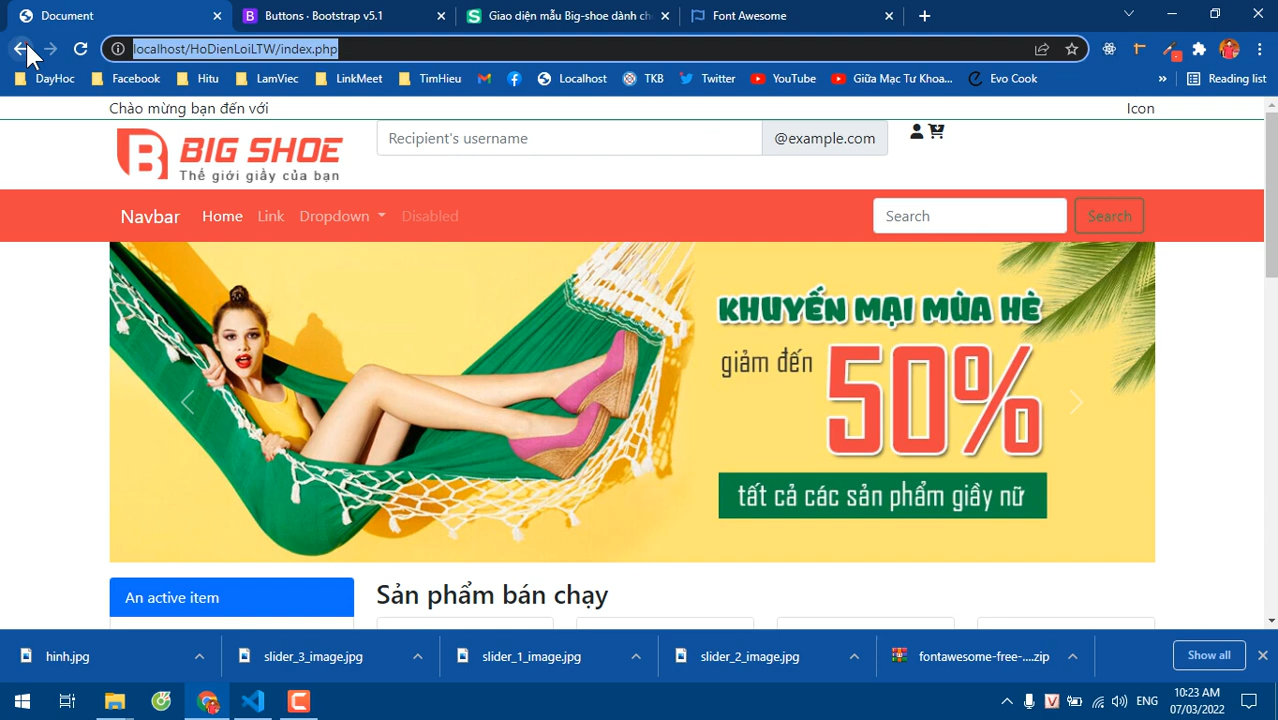 Document
Buttons · Bootstrap v5.1
Giao diện mẫu Big-shoe dành ch
Font Awesome
localhost/HoDienLoiLTW/index.php
DayHoc
Facebook
Hitu
LamViec
LinkMeet
TimHieu
Localhost
TKB
Twitter
YouTube
Giữa Mạc Tư Khoa...
Evo Cook
»
Reading list
Chào mừng bạn đến với
Icon
BIG SHOE
Thế giới giầy của bạn
Recipient's username
@example.com
Navbar
Home
Link
Dropdown
Disabled
Search
Search
KHUYẾN MẠI MÙA HÈ
giảm đến
50%
tất cả các sản phẩm giầy nữ
An active item
Sản phẩm bán chạy
hinh.jpg
slider_3_image.jpg
slider_1_image.jpg
slider_2_image.jpg
fontawesome-free-....zip
Show all
ENG
10:23 AM
07/03/2022